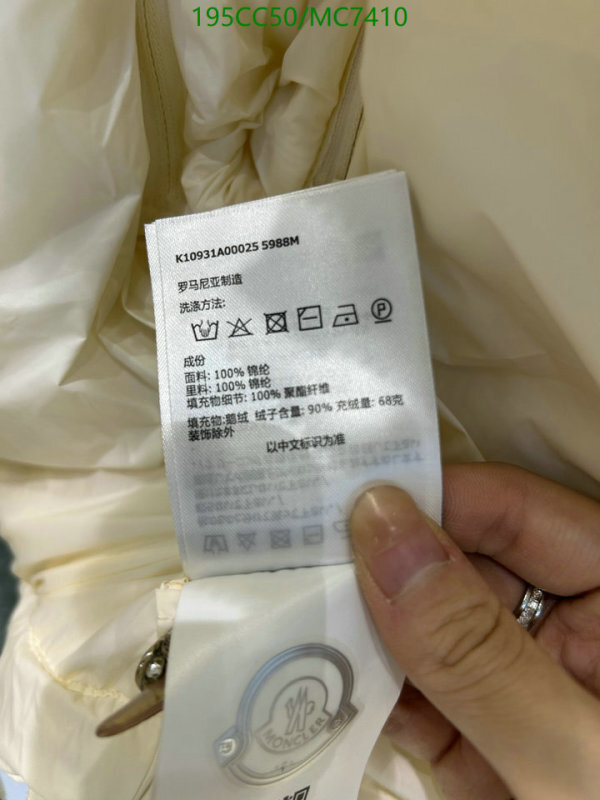 195CC50/MC7410
K10931A00025 5988M
罗马尼亚制造
洗涤方法:
P
成份
面料: 100% 锦纶
里料: 100% 锦纶
填充物细节: 100% 聚酯纤维
填充物:鹅绒 绒子含量: 90% 充绒量: 68克
装饰除外
以中文标识为准
MONCLER